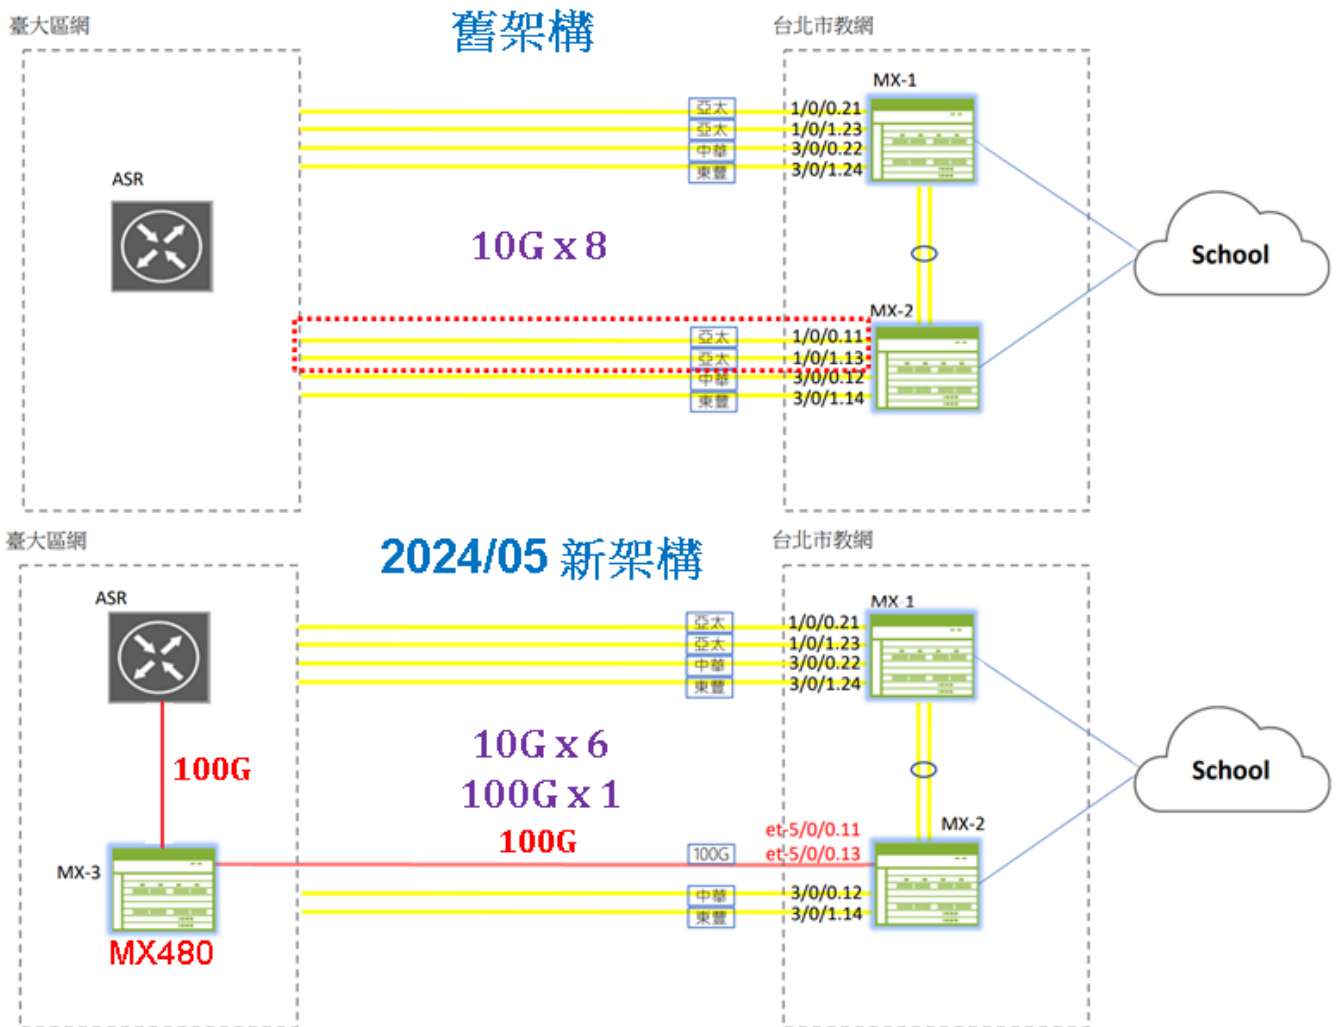 臺大區網
舊架構
台北市教網
MX-1
亞太
1/0/0.21
亞太
1/0/1.23
中華
3/0/0.22
東豐
3/0/1.24
ASR
10G x 8
School
MX-2
亞太
1/0/0.11
亞太
1/0/1.13
中華
3/0/0.12
東豐
3/0/1.14
臺大區網
2024/05 新架構
台北市教網
ASR
MX-1
亞太
1/0/0.21
亞太
1/0/1.23
中華
3/0/0.22
東豐
3/0/1.24
10G x 6
100G
100G x 1
School
100G
et-5/0/0.11
MX-2
100G
et-5/0/0.13
MX-3
中華
3/0/0.12
東豐
3/0/1.14
MX480